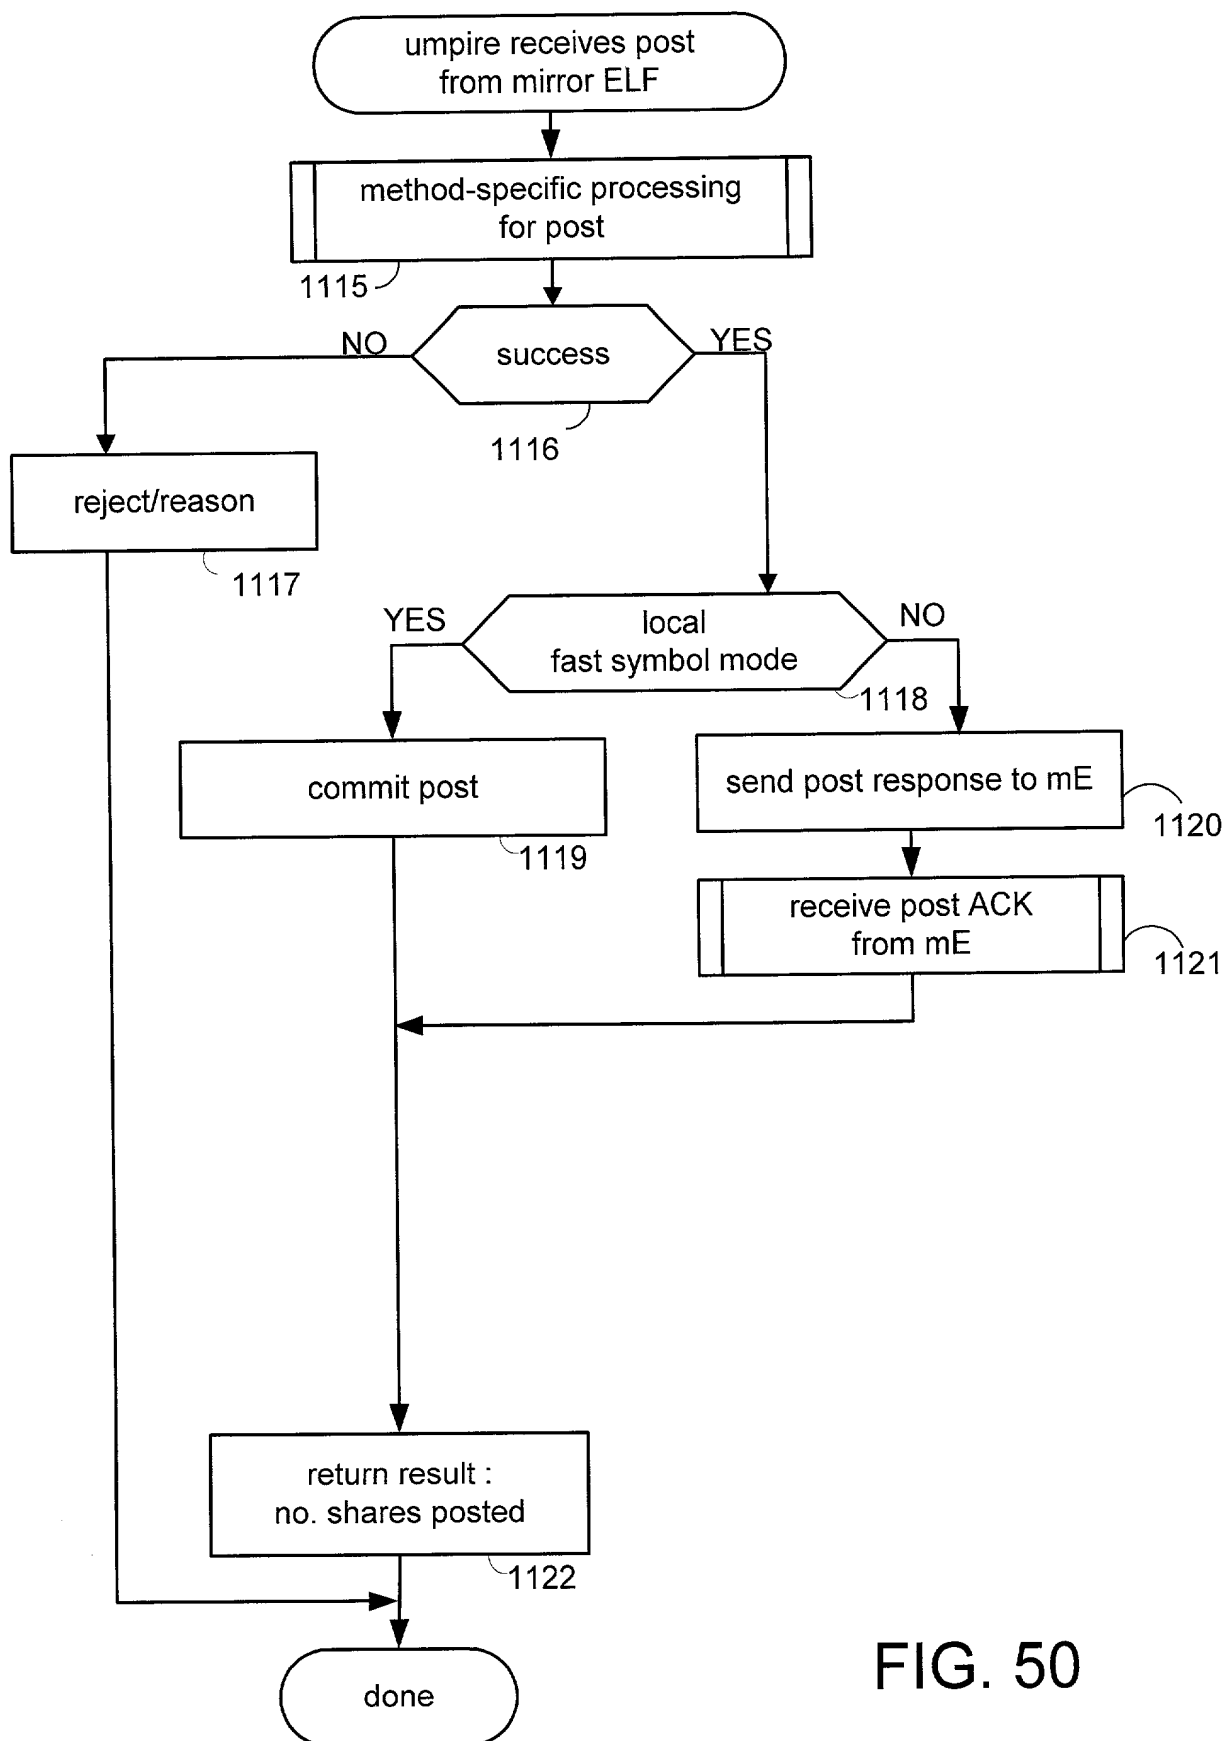 umpire receives post
from mirror ELF
method-specific processing
for post
1115
NO
success
YES
1116
reject/reason
1117
YES
local
fast symbol mode
NO
1118
commit post
1119
send post response to mE
1120
receive post ACK
from mE
1121
return result :
no. shares posted
1122
done
FIG. 50